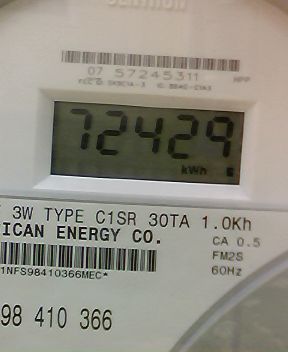 07 57245311
72429
kWh
3W TYPE C1SR 30TA 1.0Kh
ICAN ENERGY CO.
CA 0.5
FM2S
60Hz
1NFS98410366MEC*
98 410 366